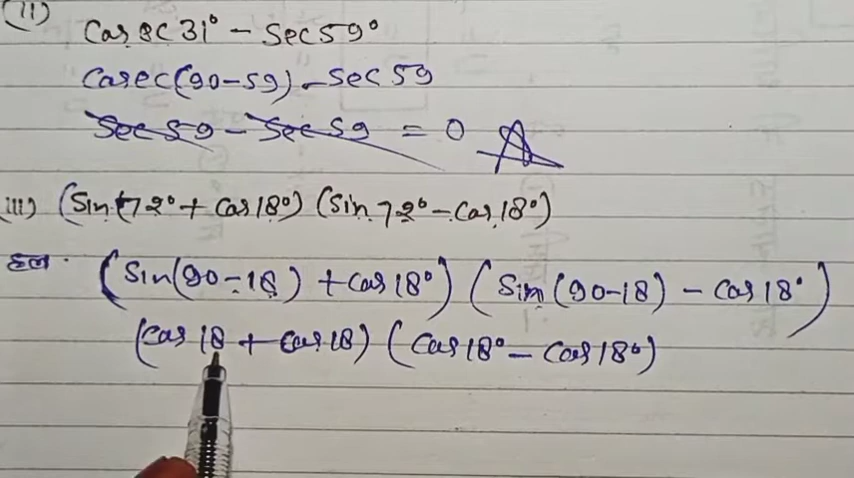 (11)
Cosec 31° - Sec 59°
Cosec (90-59) - Sec 59
Sec 59 - Sec 59 = 0 A
(111) (Sin 72° + Cos 18°) (Sin 72° - Cos 18°)
हल. (Sin(90-18) + Cos 18°) (Sin (90-18) - Cos 18°)
(Cos 18 + Cos 18) (Cos 18° - Cos 18°)